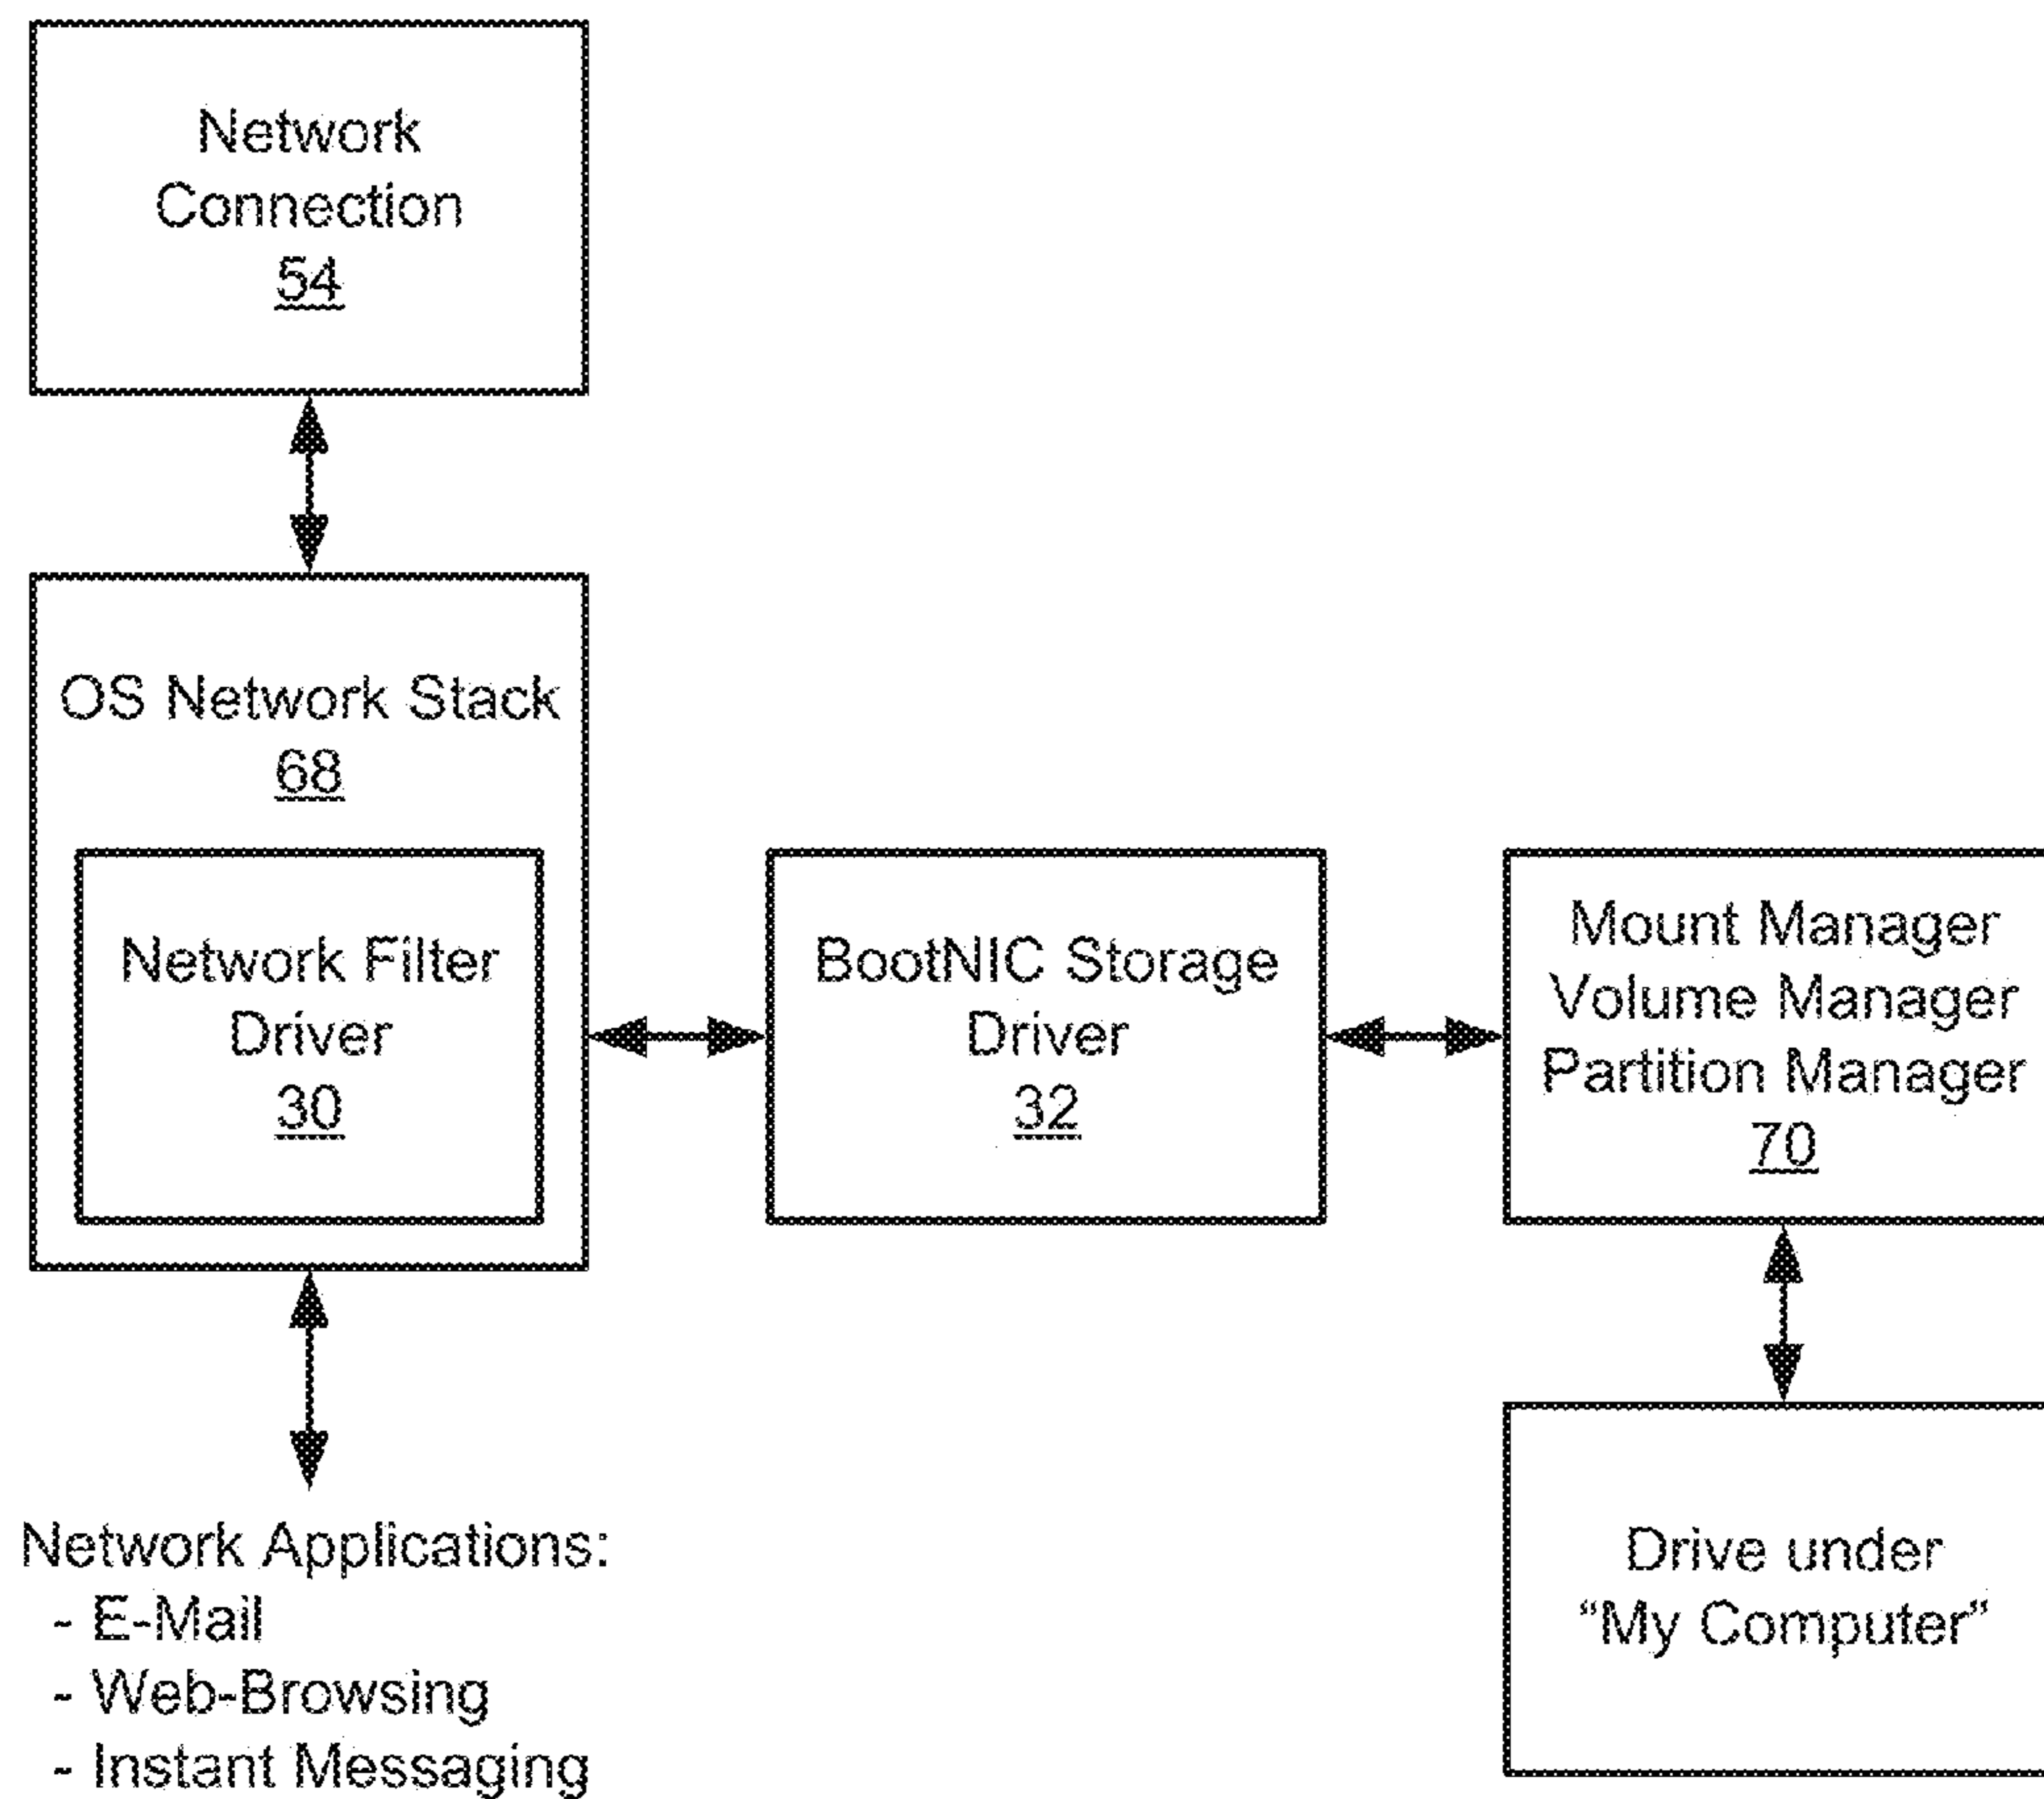 Network
Connection
54
OS Network Stack
68
Network Filter
Driver
30
BootNIC Storage
Driver
32
Mount Manager
Volume Manager
Partition Manager
70
Network Applications:
- E-Mail
- Web-Browsing
- Instant Messaging
Drive under
“My Computer“